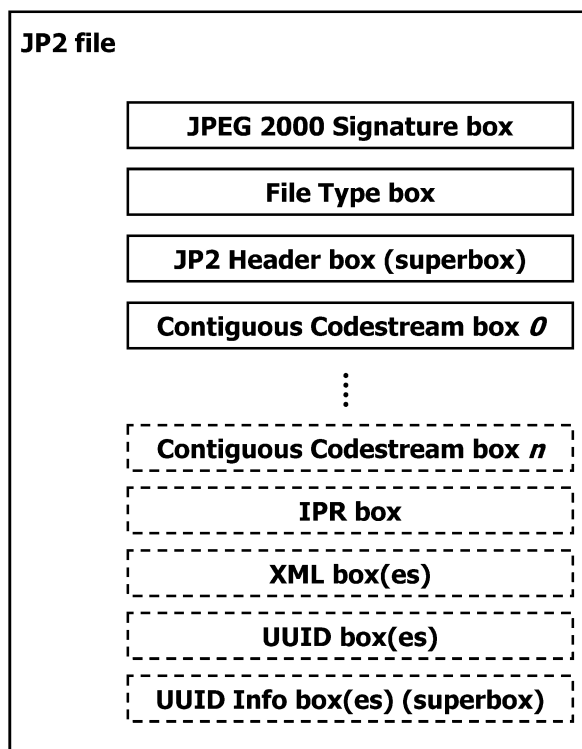 JP2 file
JPEG 2000 Signature box
File Type box
JP2 Header box (superbox)
Contiguous Codestream box 0
Contiguous Codestream box n
IPR box
XML box(es)
UUID box(es)
UUID Info box(es) (superbox)